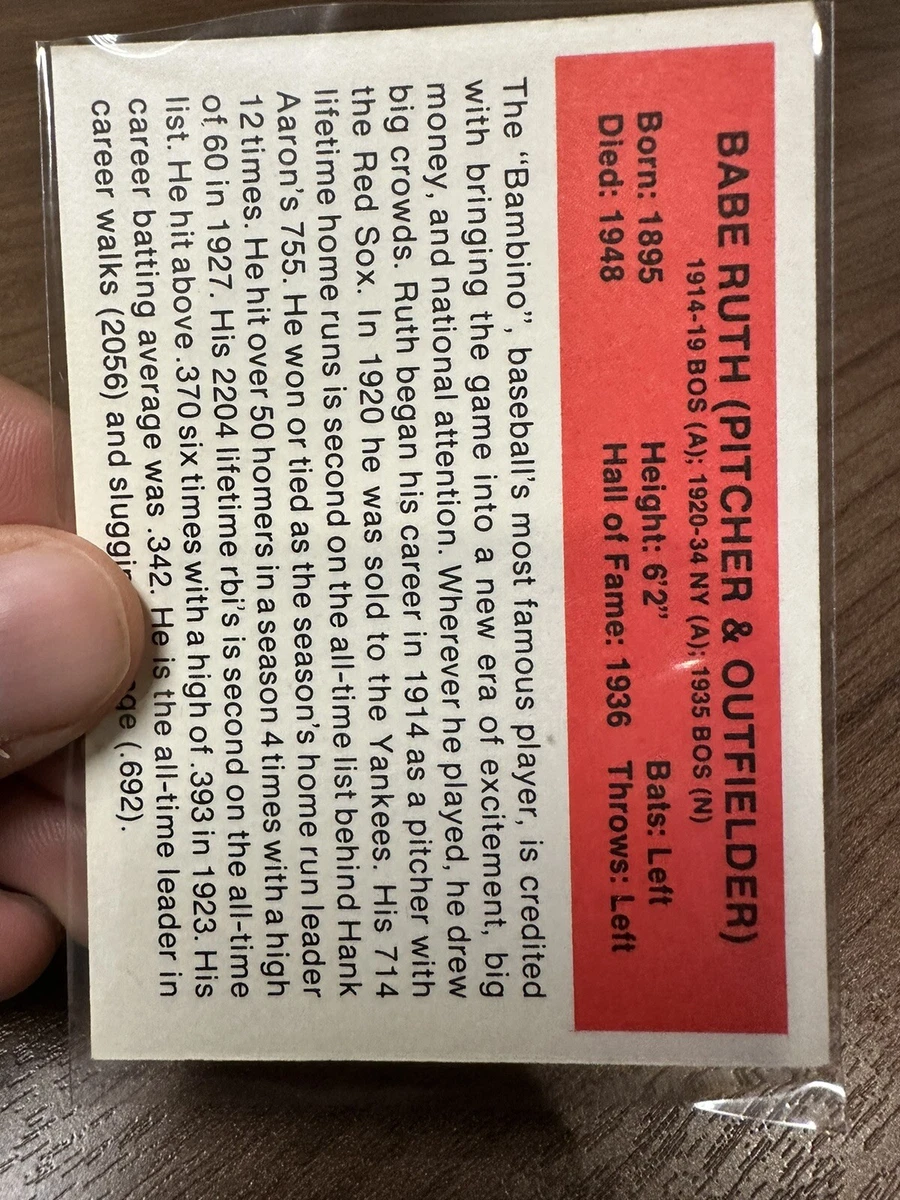 BABE RUTH (PITCHER & OUTFIELDER)
1914-19 BOS (A); 1920-34 NY (A); 1935 BOS (N)
Born: 1895 Height: 6'2" Bats: Left
Died: 1948 Hall of Fame: 1936 Throws: Left
The “Bambino”, baseball's most famous player, is credited
with bringing the game into a new era of excitement, big
money, and national attention. Wherever he played, he drew
big crowds. Ruth began his career in 1914 as a pitcher with
the Red Sox. In 1920 he was sold to the Yankees. His 714
lifetime home runs is second on the all-time list behind Hank
Aaron's 755. He won or tied as the season's home run leader
12 times. He hit over 50 homers in a season 4 times with a high
of 60 in 1927. His 2204 lifetime rbi's is second on the all-time
list. He hit above .370 six times with a high of .393 in 1923. His
career batting average was .342. He is the all-time leader in
career walks (2056) and (.692).